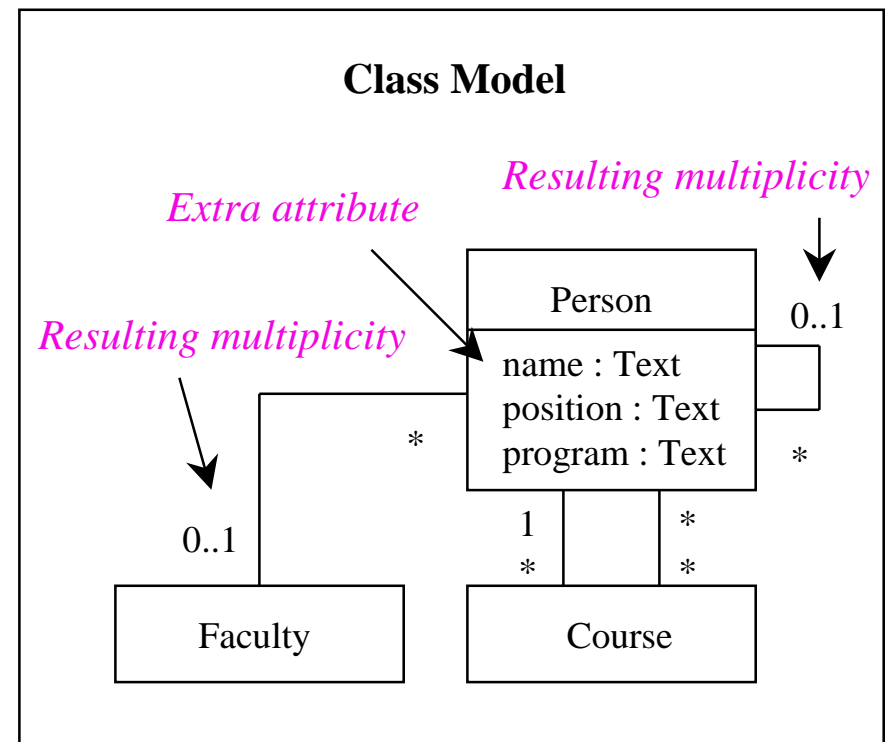 Class Model
Resulting multiplicity
Extra attribute
Person
0..1
Resulting multiplicity
name : Text
position : Text
program : Text
*
*
0..1
1
*
*
*
Faculty
Course